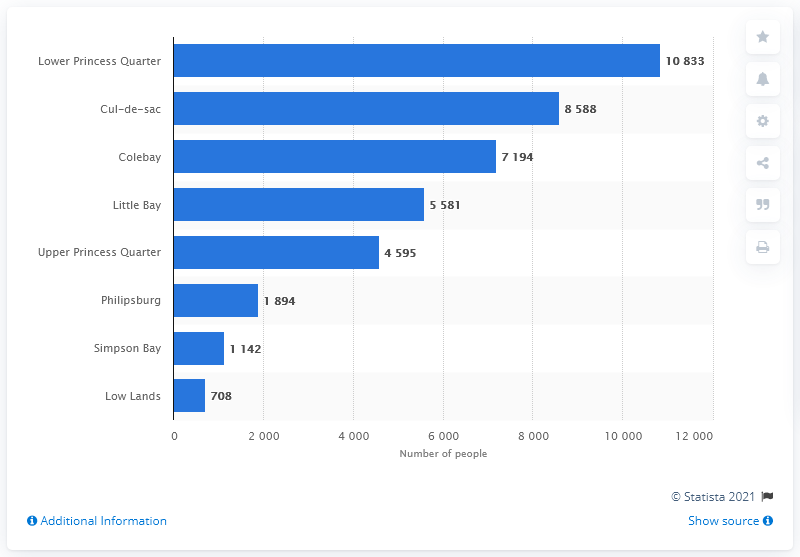 Lower Princess Quarter 10 833
Cul-de-sac 8 588
Colebay 7 194
Little Bay 5 581
Upper Princess Quarter 4 595
Philipsburg 1 894
Simpson Bay 1 142
Low Lands 708
0 2 000 4 000 6 000 8 000 10 000 12 000
Number of people
© Statista 2021
Additional Information Show source